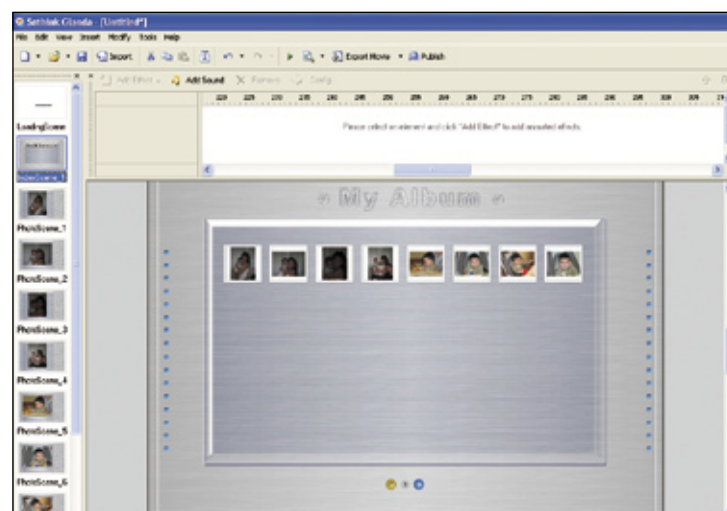 Sothink Glanda - [Untitled*]
File Edit View Insert Modify Tools Help
Import Export Movie Publish
Add Effect Add Sound Remove Config
Please select an element and click "Add Effect" to add animated effects.
LoadingScene
PhotoScene_1
PhotoScene_2
PhotoScene_3
PhotoScene_4
PhotoScene_5
PhotoScene_6
My Album